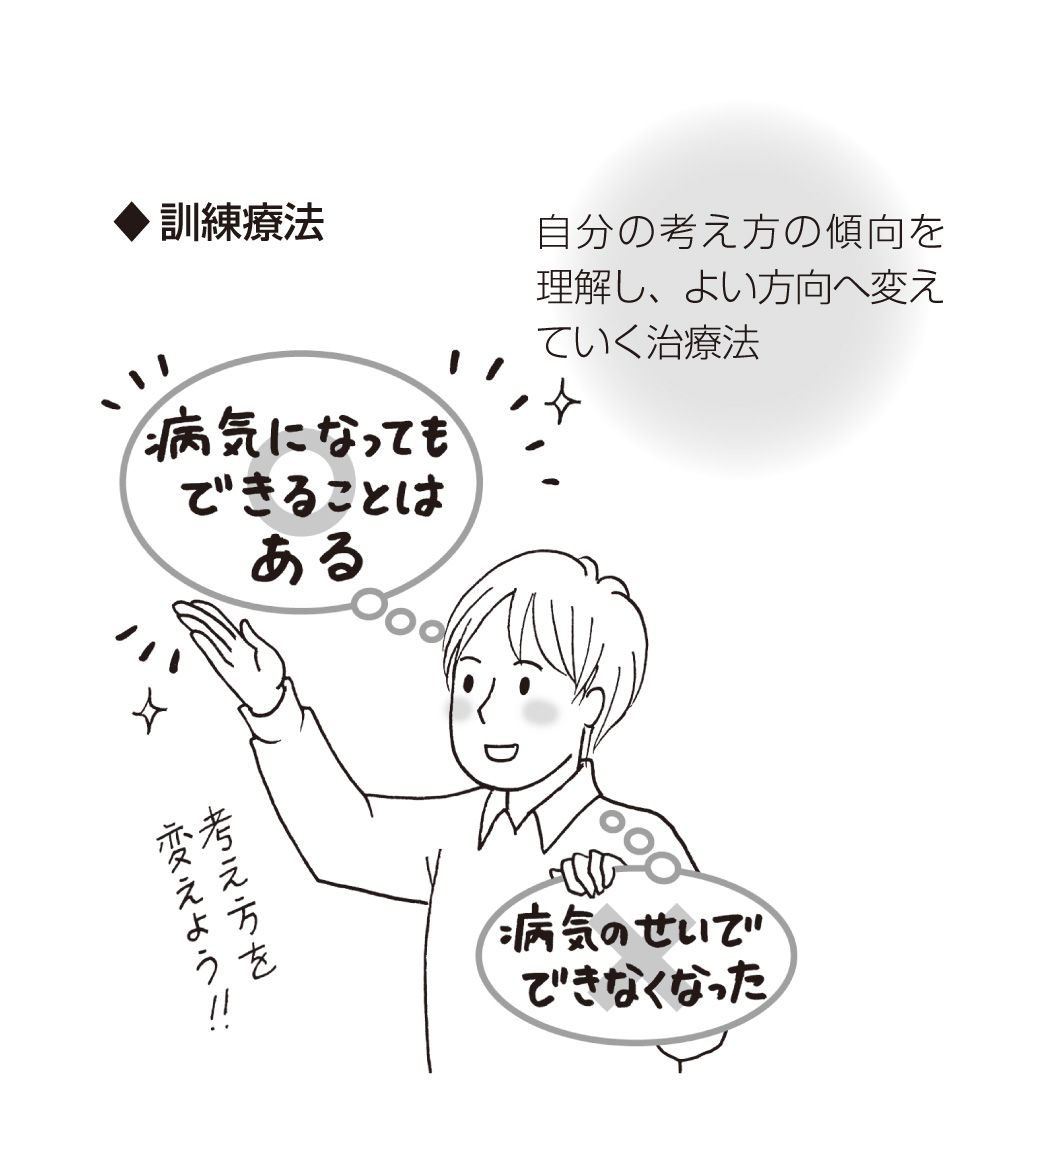 ◆ 訓練療法
自分の考え方の傾向を
理解し、よい方向へ変え
ていく治療法
病気になっても
できることは
ある
考え方を
変えよう!!
病気のせいで
できなくなった